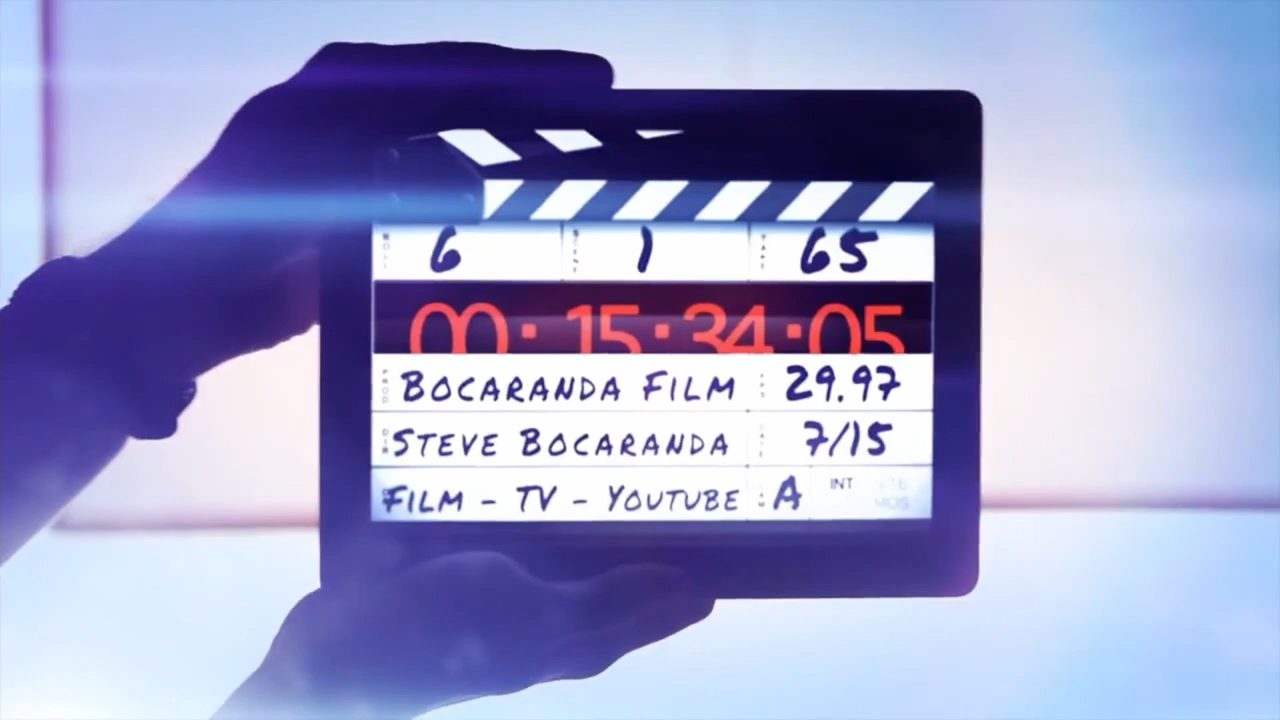 6 1 65
00:15:34:05
BOCARANDA FILM 29.97
STEVE BOCARANDA 7/15
FILM - TV - YOUTUBE A INT
MOS